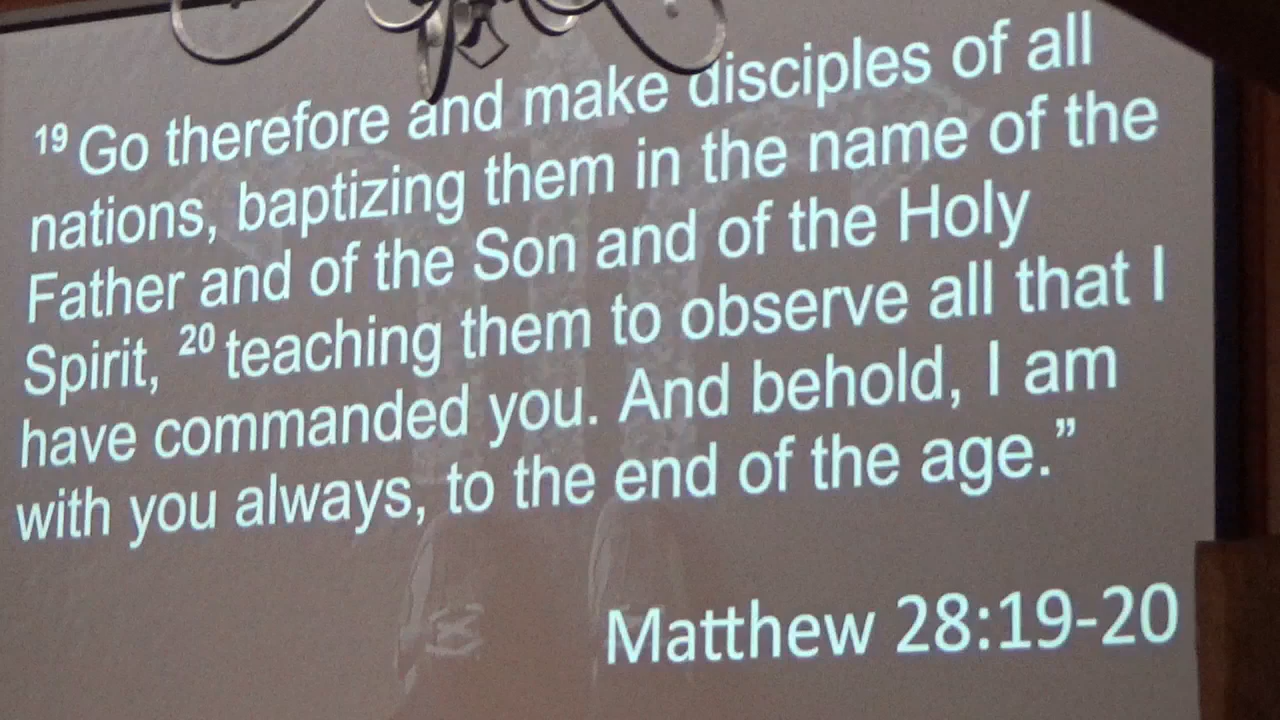 19 Go therefore and make disciples of all
nations, baptizing them in the name of the
Father and of the Son and of the Holy
Spirit, 20 teaching them to observe all that I
have commanded you. And behold, I am
with you always, to the end of the age.”
Matthew 28:19-20